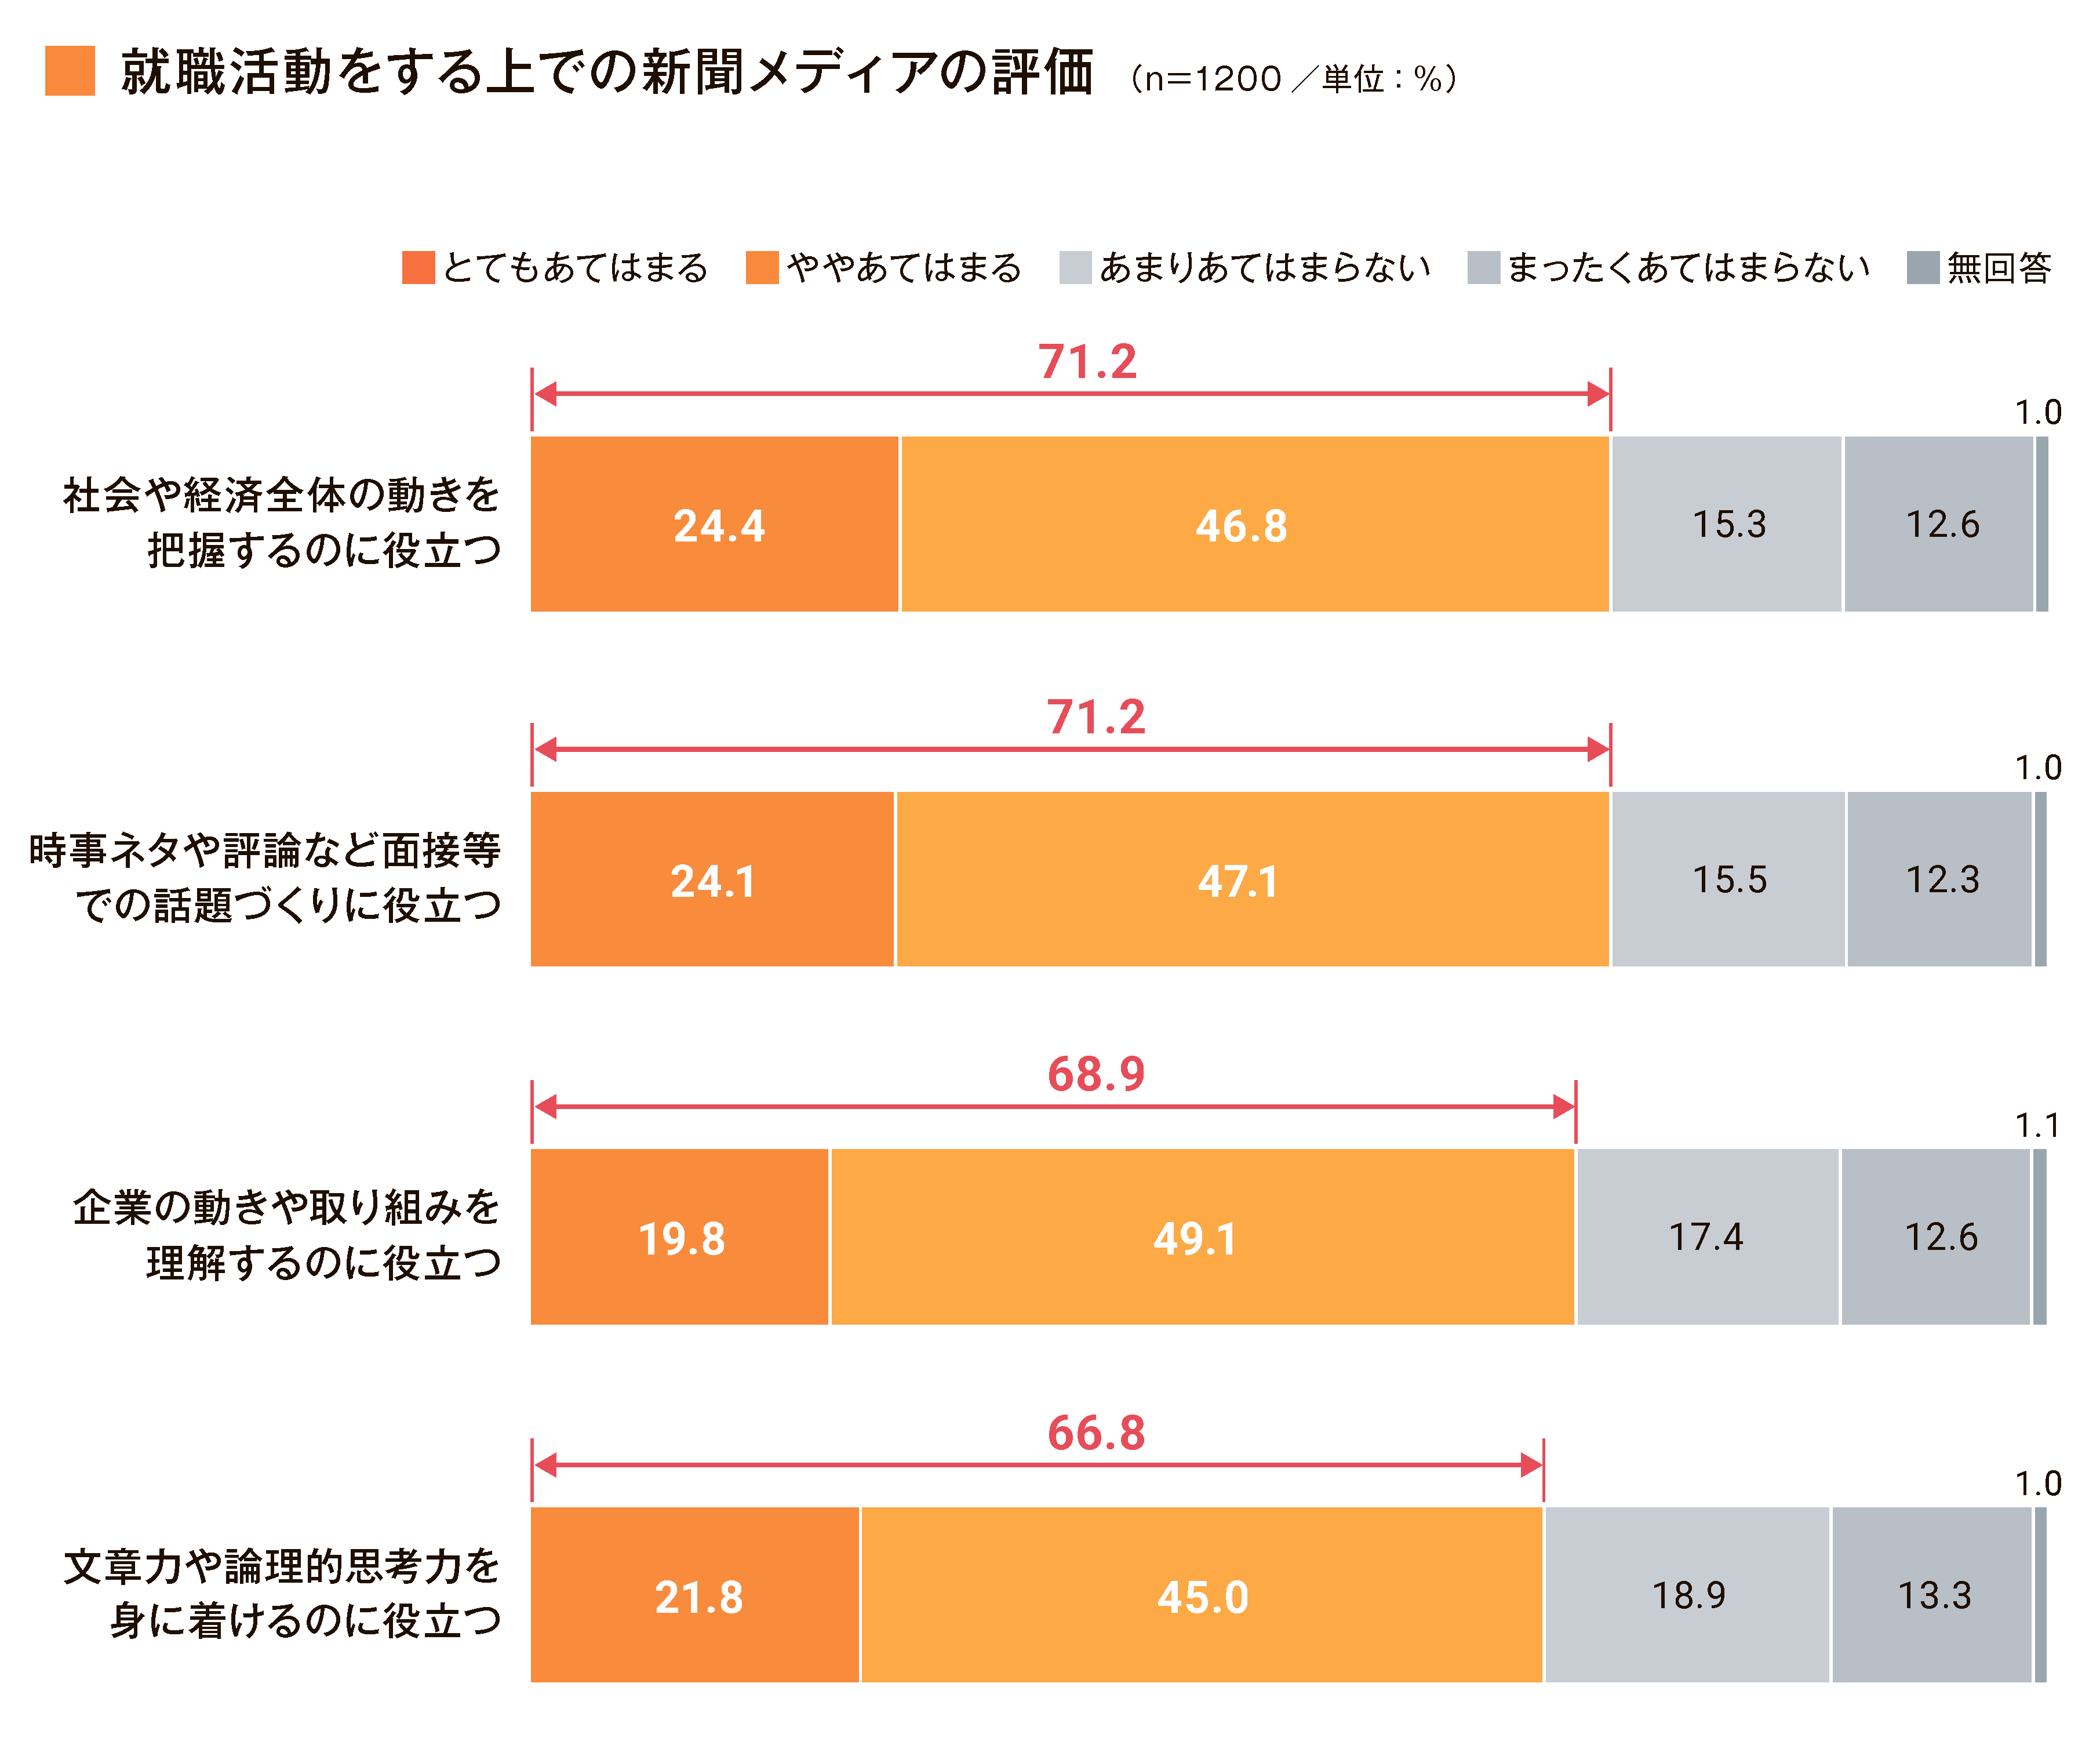 就職活動をする上での新聞メディアの評価 （n=1200／単位：%）
とてもあてはまる ややあてはまる あまりあてはまらない まったくあてはまらない 無回答
71.2
1.0
社会や経済全体の動きを
把握するのに役立つ
24.4 46.8 15.3 12.6
71.2
1.0
時事ネタや評論など面接等
での話題づくりに役立つ
24.1 47.1 15.5 12.3
68.9
1.1
企業の動きや取り組みを
理解するのに役立つ
19.8 49.1 17.4 12.6
66.8
1.0
文章力や論理的思考力を
身に着けるのに役立つ
21.8 45.0 18.9 13.3